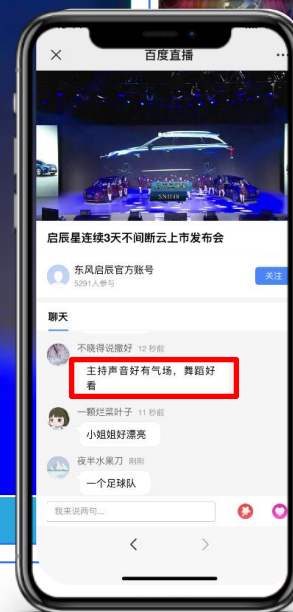 百度直播
SNH48
启辰星连续3天不间断云上市发布会
东风启辰官方账号
5291人参与
关注
聊天
不晓得说撒好 12 秒前
主持声音好有气场，舞蹈好
看
一颗烂菜叶子 11 秒前
小姐姐好漂亮
夜半水果刀 刚刚
一个足球队
我来说两句...